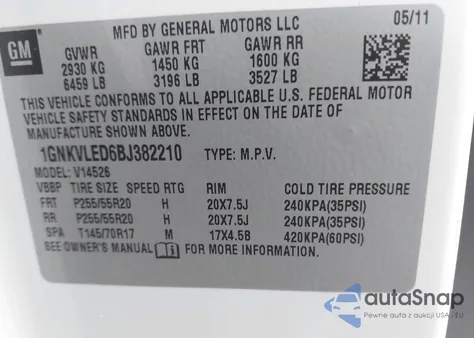 MFD BY GENERAL MOTORS LLC 05/11
GM
GVWR GAWR FRT GAWR RR
2930 KG 1450 KG 1600 KG
6459 LB 3196 LB 3527 LB
THIS VEHICLE CONFORMS TO ALL APPLICABLE U.S. FEDERAL MOTOR
VEHICLE SAFETY STANDARDS IN EFFECT ON THE DATE OF
MANUFACTURE SHOWN ABOVE.
1GNKVLED6BJ382210 TYPE: M.P.V.
MODEL: V14526
VBBP TIRE SIZE SPEED RTG RIM COLD TIRE PRESSURE
FRT P255/55R20 H 20X7.5J 240KPA(35PSI)
RR P255/55R20 H 20X7.5J 240KPA(35PSI)
SPA T145/70R17 M 17X4.5B 420KPA(60PSI)
SEE OWNER'S MANUAL FOR MORE INFORMATION.
autoSnap
Pewne auta z USA i EU